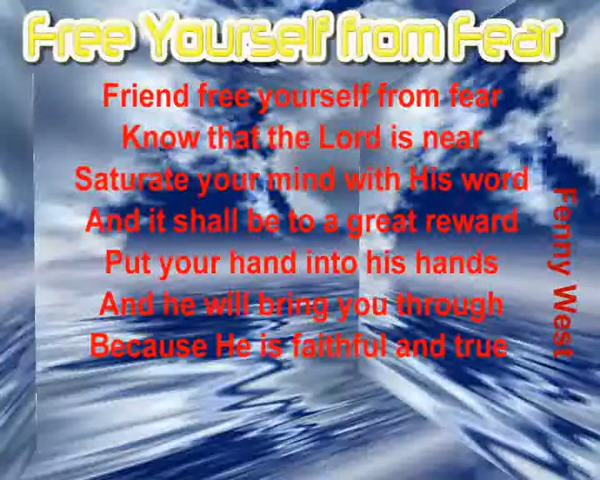 Free Yourself from Fear
Friend free yourself from fear
Know that the Lord is near
Saturate your mind with His word
And it shall be to a great reward
Put your hand into his hands
And he will bring you through
Because He is faithful and true
Fenny West